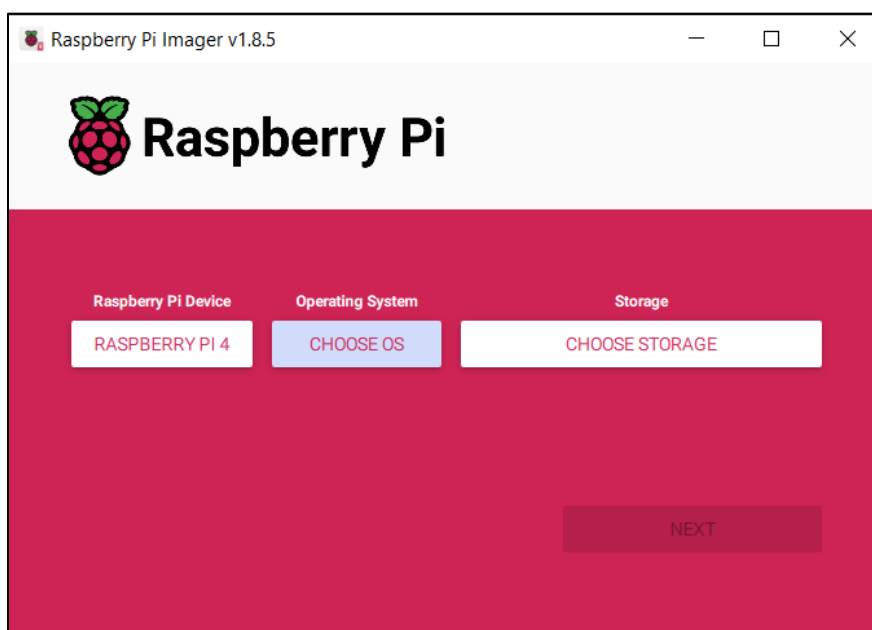 Raspberry Pi Imager v1.8.5
Raspberry Pi
Raspberry Pi Device Operating System Storage
RASPBERRY PI 4 CHOOSE OS CHOOSE STORAGE
NEXT